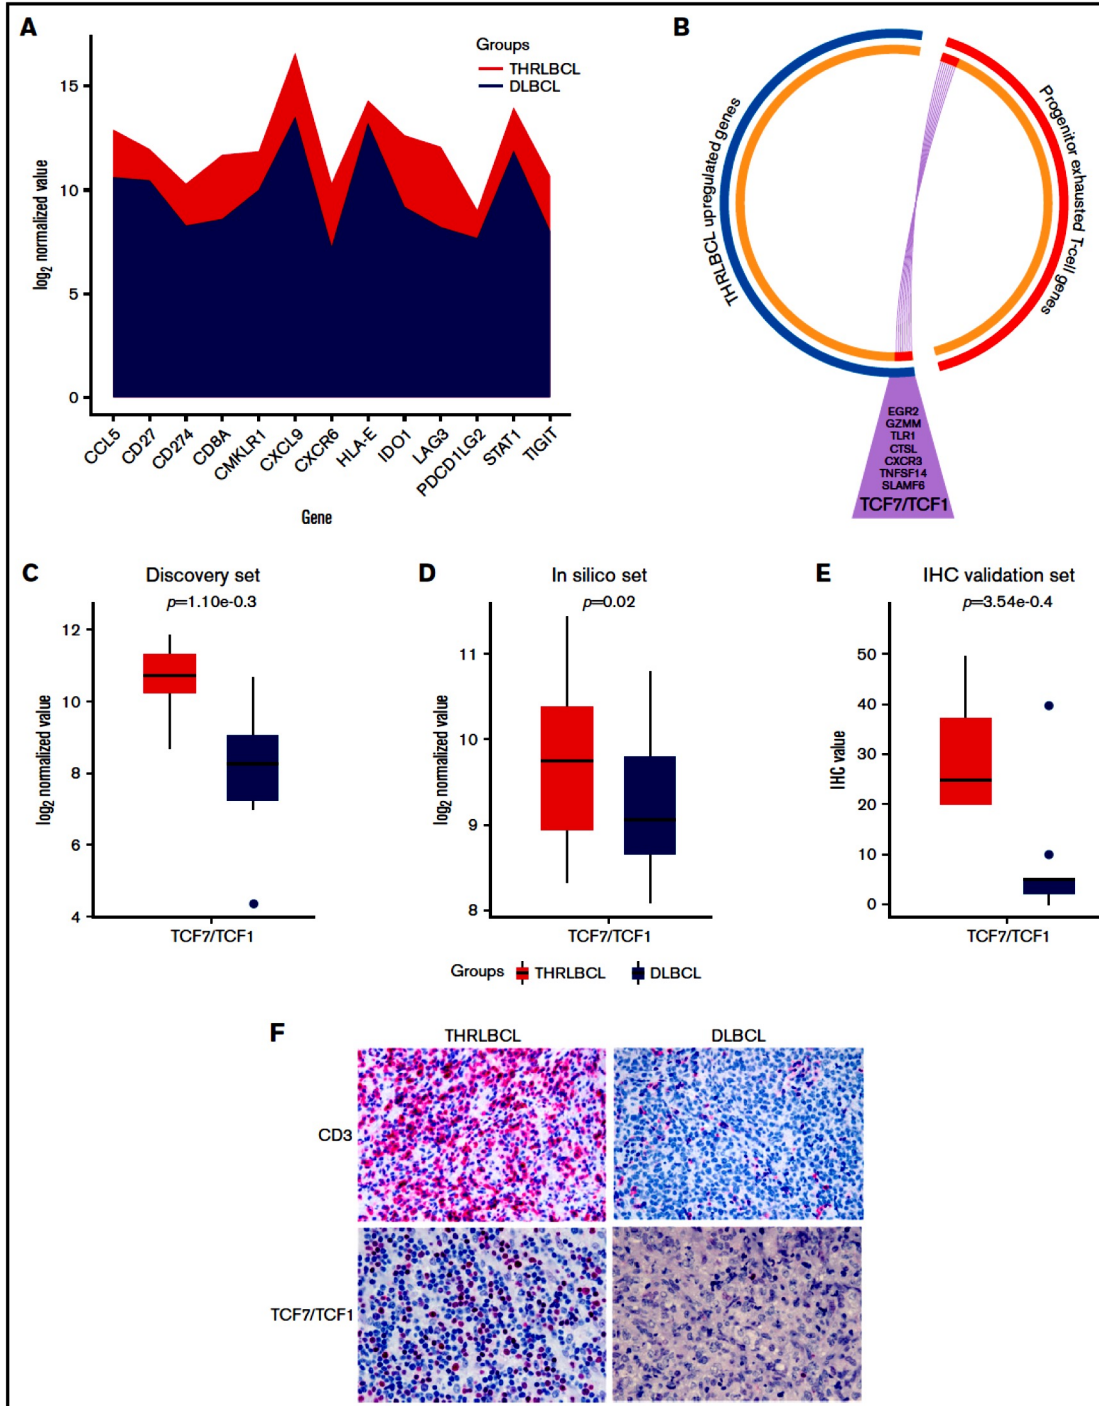 A
Groups
THRLBCL
DLBCL
15
10
5
0
log2 normalized value
CCL5
CD27
CD274
CD8A
CMKLR1
CXCL9
CXCR6
HLA-E
IDO1
LAG3
PDCD1LG2
STAT1
TIGIT
Gene
B
THRLBCL upregulated genes
Progenitor exhausted T-cell genes
EGR2
GZMM
TLR1
CTSL
CXCR3
TNFSF14
SLAMF6
TCF7/TCF1
C
Discovery set
p=1.10e-0.3
12
10
8
6
4
log2 normalized value
TCF7/TCF1
D
In silico set
p=0.02
11
10
9
8
log2 normalized value
TCF7/TCF1
E
IHC validation set
p=3.54e-0.4
50
40
30
20
10
0
IHC value
TCF7/TCF1
Groups
THRLBCL
DLBCL
F
THRLBCL
DLBCL
CD3
TCF7/TCF1